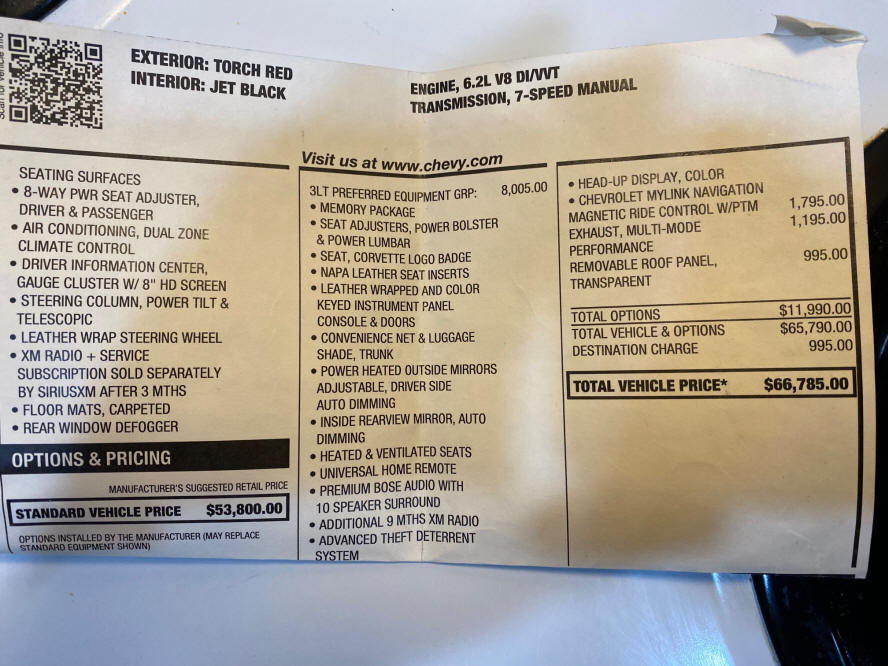 Scan for vehicle info
EXTERIOR: TORCH RED
INTERIOR: JET BLACK
ENGINE, 6.2L V8 DI/VVT
TRANSMISSION, 7-SPEED MANUAL
SEATING SURFACES
• 8-WAY PWR SEAT ADJUSTER,
DRIVER & PASSENGER
• AIR CONDITIONING, DUAL ZONE
CLIMATE CONTROL
• DRIVER INFORMATION CENTER,
GAUGE CLUSTER W/ 8" HD SCREEN
• STEERING COLUMN, POWER TILT &
TELESCOPIC
• LEATHER WRAP STEERING WHEEL
• XM RADIO + SERVICE
SUBSCRIPTION SOLD SEPARATELY
BY SIRIUSXM AFTER 3 MTHS
• FLOOR MATS, CARPETED
• REAR WINDOW DEFOGGER
OPTIONS & PRICING
MANUFACTURER'S SUGGESTED RETAIL PRICE
STANDARD VEHICLE PRICE $53,800.00
OPTIONS INSTALLED BY THE MANUFACTURER (MAY REPLACE
STANDARD EQUIPMENT SHOWN)
Visit us at www.chevy.com
3LT PREFERRED EQUIPMENT GRP: 8,005.00
• MEMORY PACKAGE
• SEAT ADJUSTERS, POWER BOLSTER
& POWER LUMBAR
• SEAT, CORVETTE LOGO BADGE
• NAPA LEATHER SEAT INSERTS
• LEATHER WRAPPED AND COLOR
KEYED INSTRUMENT PANEL
CONSOLE & DOORS
• CONVENIENCE NET & LUGGAGE
SHADE, TRUNK
• POWER HEATED OUTSIDE MIRRORS
ADJUSTABLE, DRIVER SIDE
AUTO DIMMING
• INSIDE REARVIEW MIRROR, AUTO
DIMMING
• HEATED & VENTILATED SEATS
• UNIVERSAL HOME REMOTE
• PREMIUM BOSE AUDIO WITH
10 SPEAKER SURROUND
• ADDITIONAL 9 MTHS XM RADIO
• ADVANCED THEFT DETERRENT
SYSTEM
• HEAD-UP DISPLAY, COLOR
• CHEVROLET MYLINK NAVIGATION
MAGNETIC RIDE CONTROL W/PTM 1,795.00
EXHAUST, MULTI-MODE 1,195.00
PERFORMANCE
REMOVABLE ROOF PANEL, 995.00
TRANSPARENT
TOTAL OPTIONS $11,990.00
TOTAL VEHICLE & OPTIONS $65,790.00
DESTINATION CHARGE 995.00
TOTAL VEHICLE PRICE* $66,785.00